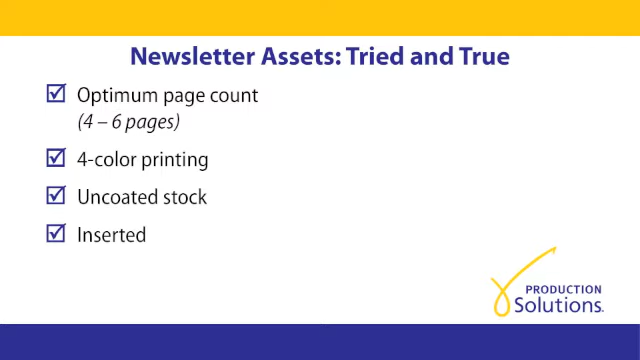 Newsletter Assets: Tried and True
Optimum page count
(4 – 6 pages)
4-color printing
Uncoated stock
Inserted
PRODUCTION
Solutions.